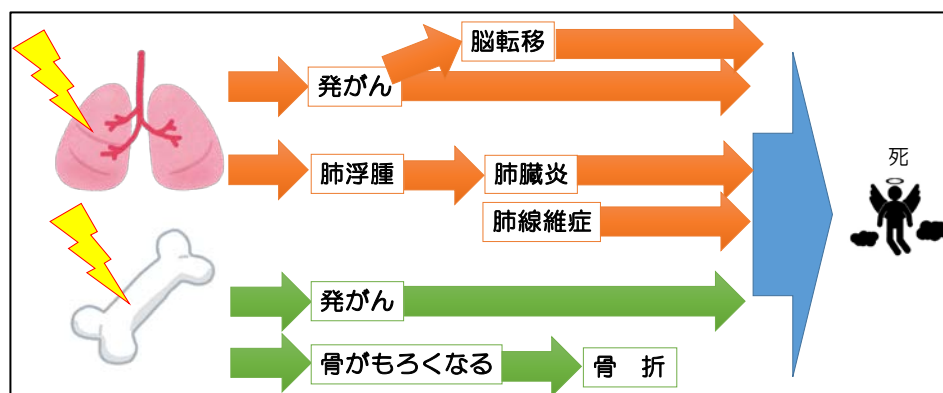 脳転移
発がん
肺浮腫
肺臓炎
肺線維症
死
発がん
骨がもろくなる
骨　折